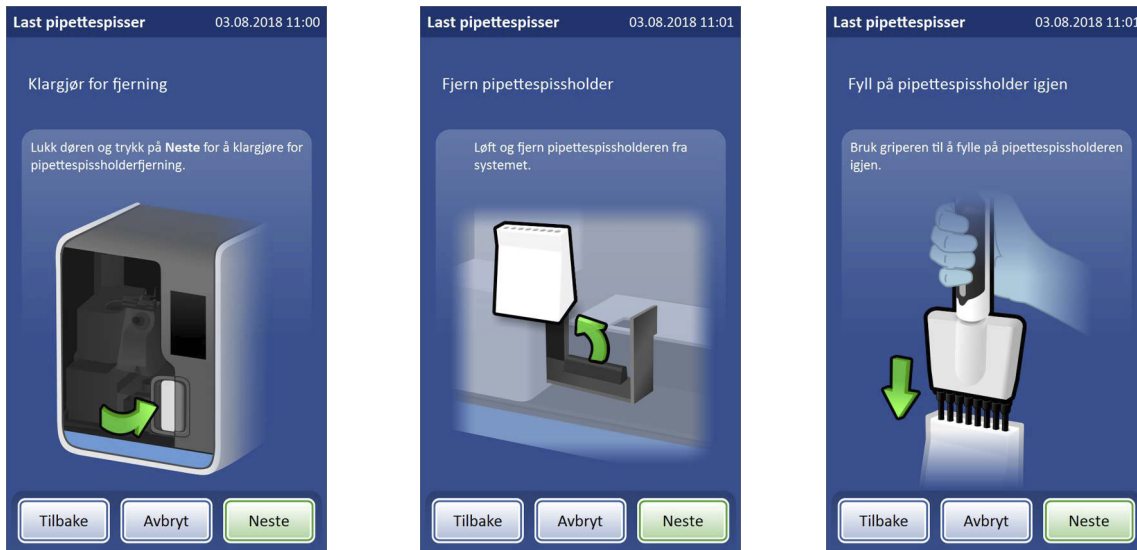 Last pipettespisser 03.08.2018 11:00
Klargjør for fjerning
Lukk døren og trykk på Neste for å klargjøre for
pipettespissholderfjerning.
Tilbake Avbryt Neste
Last pipettespisser 03.08.2018 11:01
Fjern pipettespissholder
Løft og fjern pipettespissholderen fra
systemet.
Tilbake Avbryt Neste
Last pipettespisser 03.08.2018 11:01
Fyll på pipettespissholder igjen
Bruk griperen til å fylle på pipettespissholderen
igjen.
Tilbake Avbryt Neste